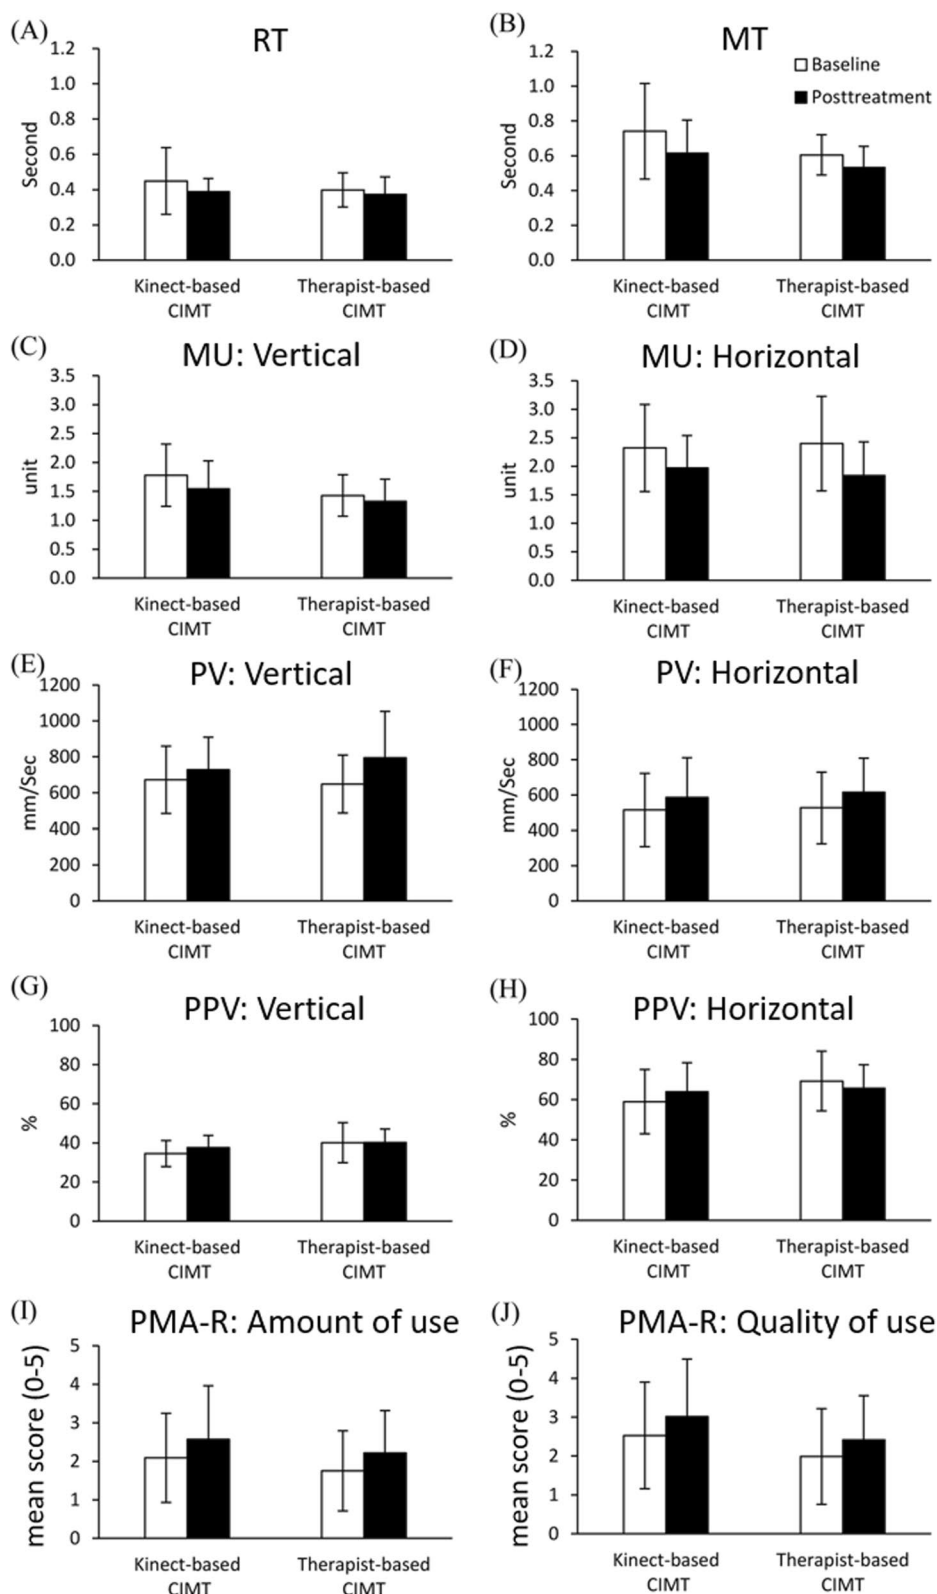 (A)
RT
1.2
1.0
0.8
0.6
0.4
0.2
0.0
Second
Kinect-based
CIMT
Therapist-based
CIMT
(B)
MT
1.2
1.0
0.8
0.6
0.4
0.2
0.0
Second
Baseline
Posttreatment
Kinect-based
CIMT
Therapist-based
CIMT
(C)
MU: Vertical
3.5
3.0
2.5
2.0
1.5
1.0
0.5
0.0
unit
Kinect-based
CIMT
Therapist-based
CIMT
(D)
MU: Horizontal
3.5
3.0
2.5
2.0
1.5
1.0
0.5
0.0
unit
Kinect-based
CIMT
Therapist-based
CIMT
(E)
PV: Vertical
1200
1000
800
600
400
200
0
mm/Sec
Kinect-based
CIMT
Therapist-based
CIMT
(F)
PV: Horizontal
1200
1000
800
600
400
200
0
mm/Sec
Kinect-based
CIMT
Therapist-based
CIMT
(G)
PPV: Vertical
100
80
60
40
20
0
%
Kinect-based
CIMT
Therapist-based
CIMT
(H)
PPV: Horizontal
100
80
60
40
20
0
%
Kinect-based
CIMT
Therapist-based
CIMT
(I)
PMA-R: Amount of use
5
4
3
2
1
0
mean score (0-5)
Kinect-based
CIMT
Therapist-based
CIMT
(J)
PMA-R: Quality of use
5
4
3
2
1
0
mean score (0-5)
Kinect-based
CIMT
Therapist-based
CIMT